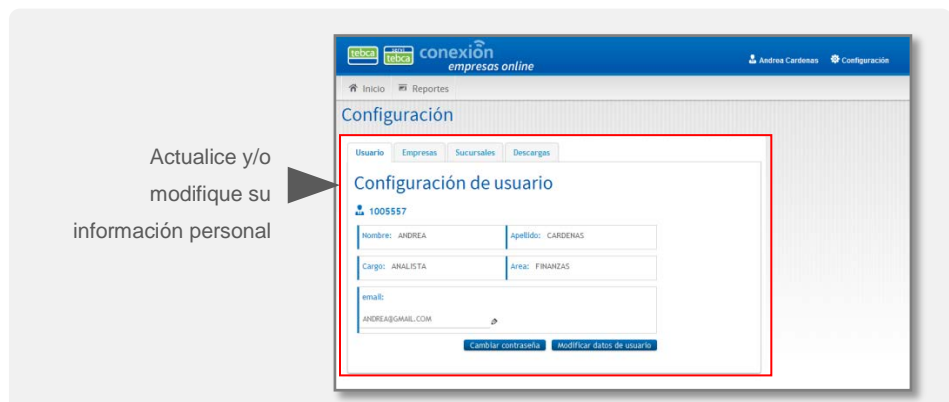 Actualice y/o
modifique su
información personal
tebca servi tebca conexión
empresas online
Andrea Cardenas Configuración
Inicio Reportes
Configuración
Usuario Empresas Sucursales Descargas
Configuración de usuario
1005557
Nombre: ANDREA Apellido: CARDENAS
Cargo: ANALISTA Area: FINANZAS
email:
ANDREA@GMAIL.COM
Cambiar contraseña Modificar datos de usuario